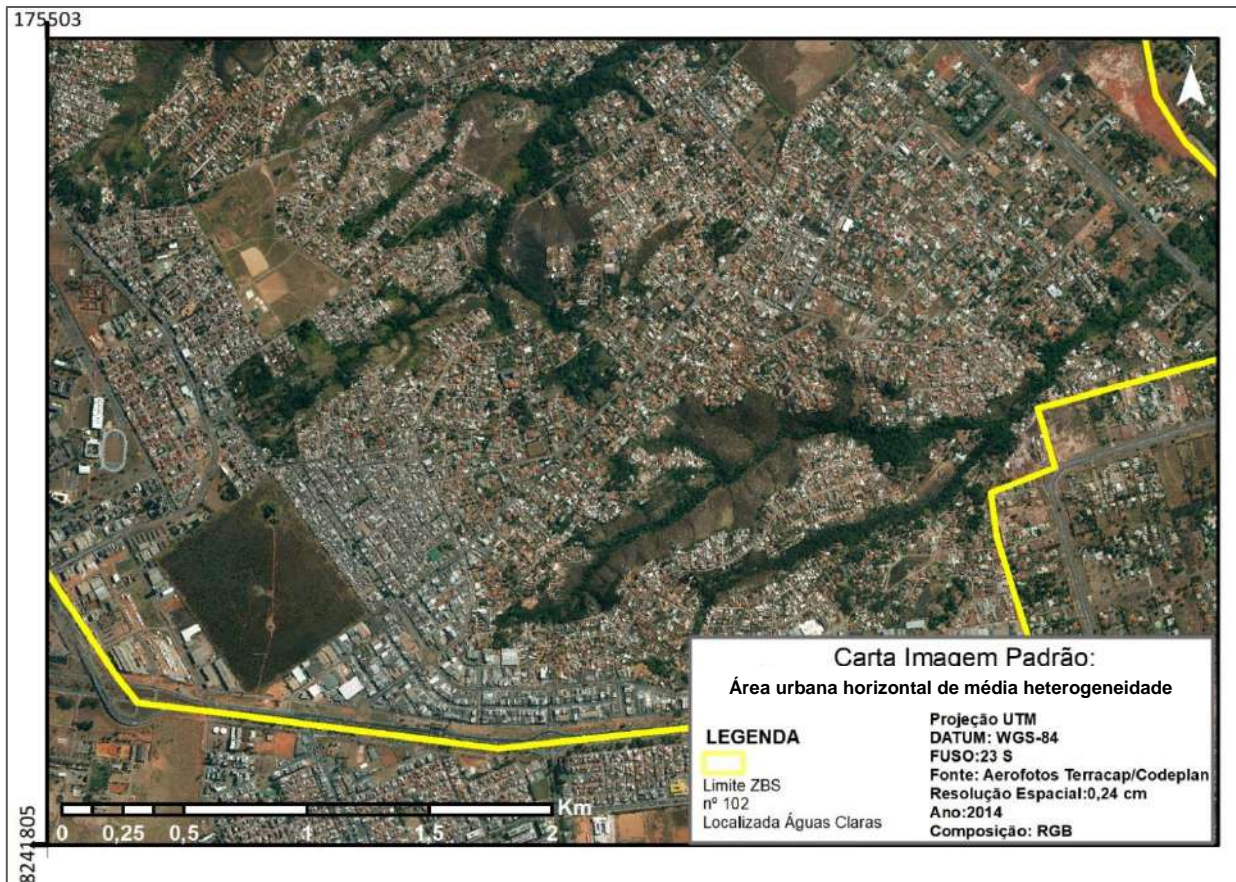 175503
Carta Imagem Padrão:
Área urbana horizontal de média heterogeneidade
LEGENDA
Limite ZBS
nº 102
Localizada Águas Claras
Projeção UTM
DATUM: WGS-84
FUSO:23 S
Fonte: Aerofotos Terracap/Codeplan
Resolução Espacial:0,24 cm
Ano:2014
Composição: RGB
Km
0 0,25 0,5 1 1,5 2
8241805